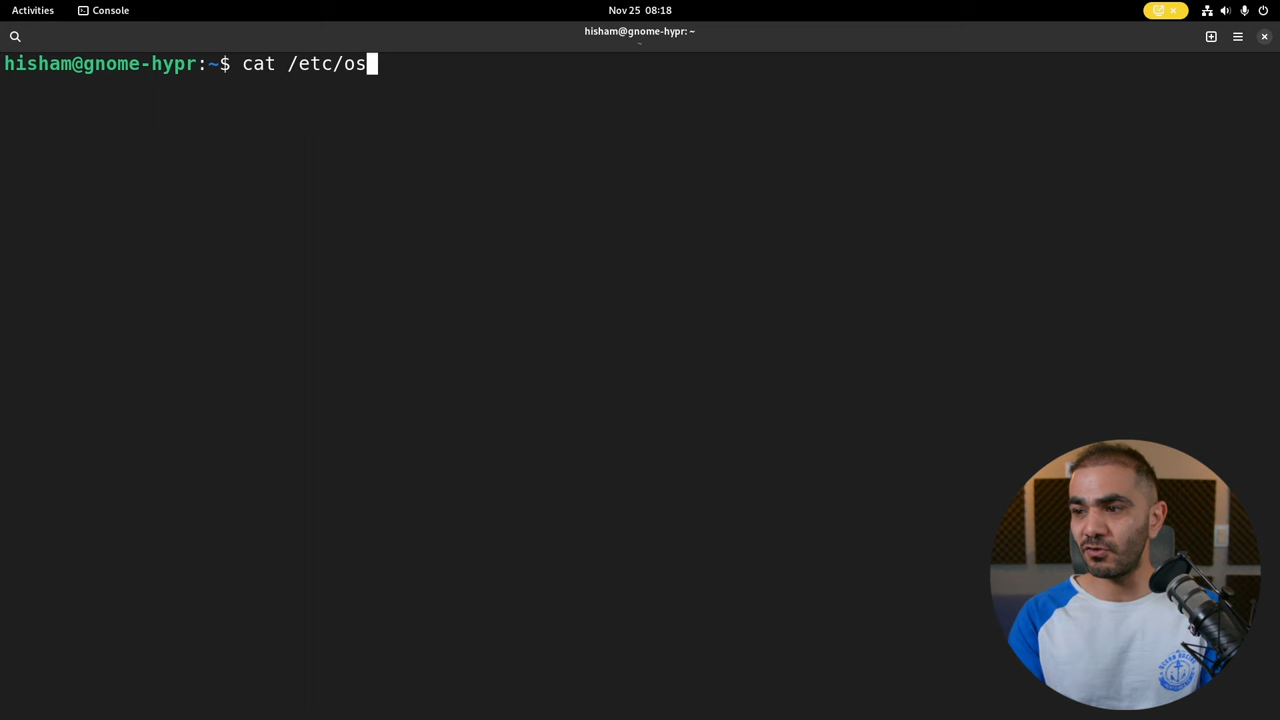 Activities Console Nov 25 08:18
hisham@gnome-hypr: ~
~
hisham@gnome-hypr:~$ cat /etc/os